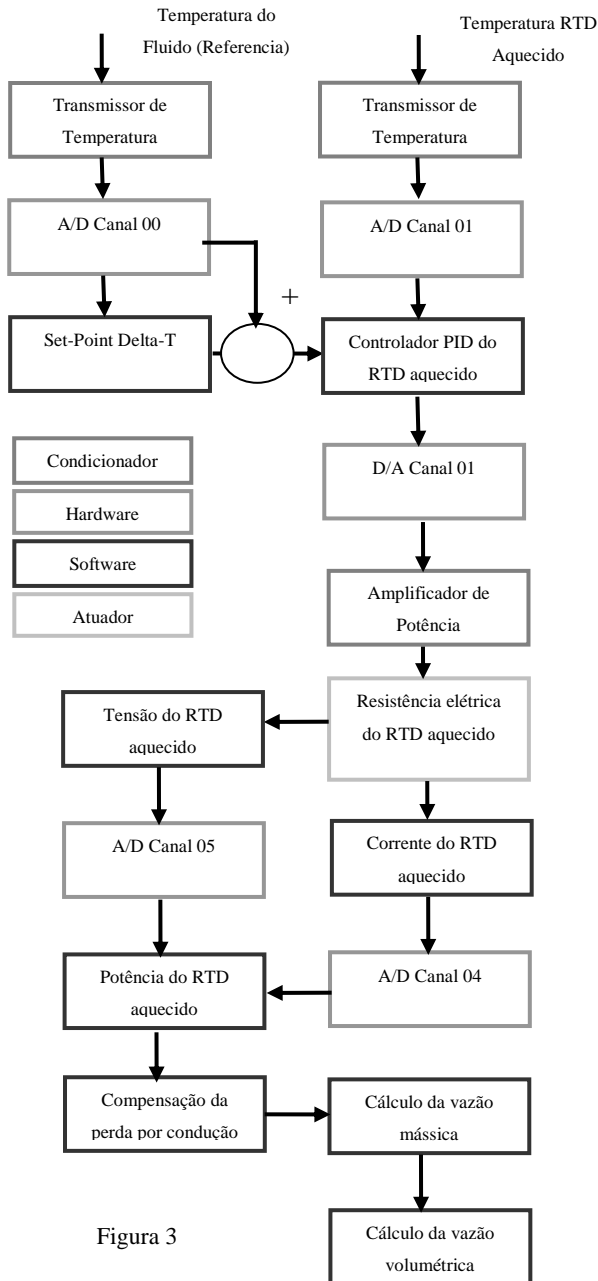 Temperatura do
Fluido (Referencia)
Temperatura RTD
Aquecido
Transmissor de
Temperatura
Transmissor de
Temperatura
A/D Canal 00
A/D Canal 01
+
Set-Point Delta-T
Controlador PID do
RTD aquecido
Condicionador
Hardware
Software
Atuador
D/A Canal 01
Amplificador de
Potência
Resistência elétrica
do RTD aquecido
Tensão do RTD
aquecido
A/D Canal 05
Corrente do RTD
aquecido
Potência do RTD
aquecido
A/D Canal 04
Compensação da
perda por condução
Cálculo da vazão
mássica
Cálculo da vazão
volumétrica
Figura 3